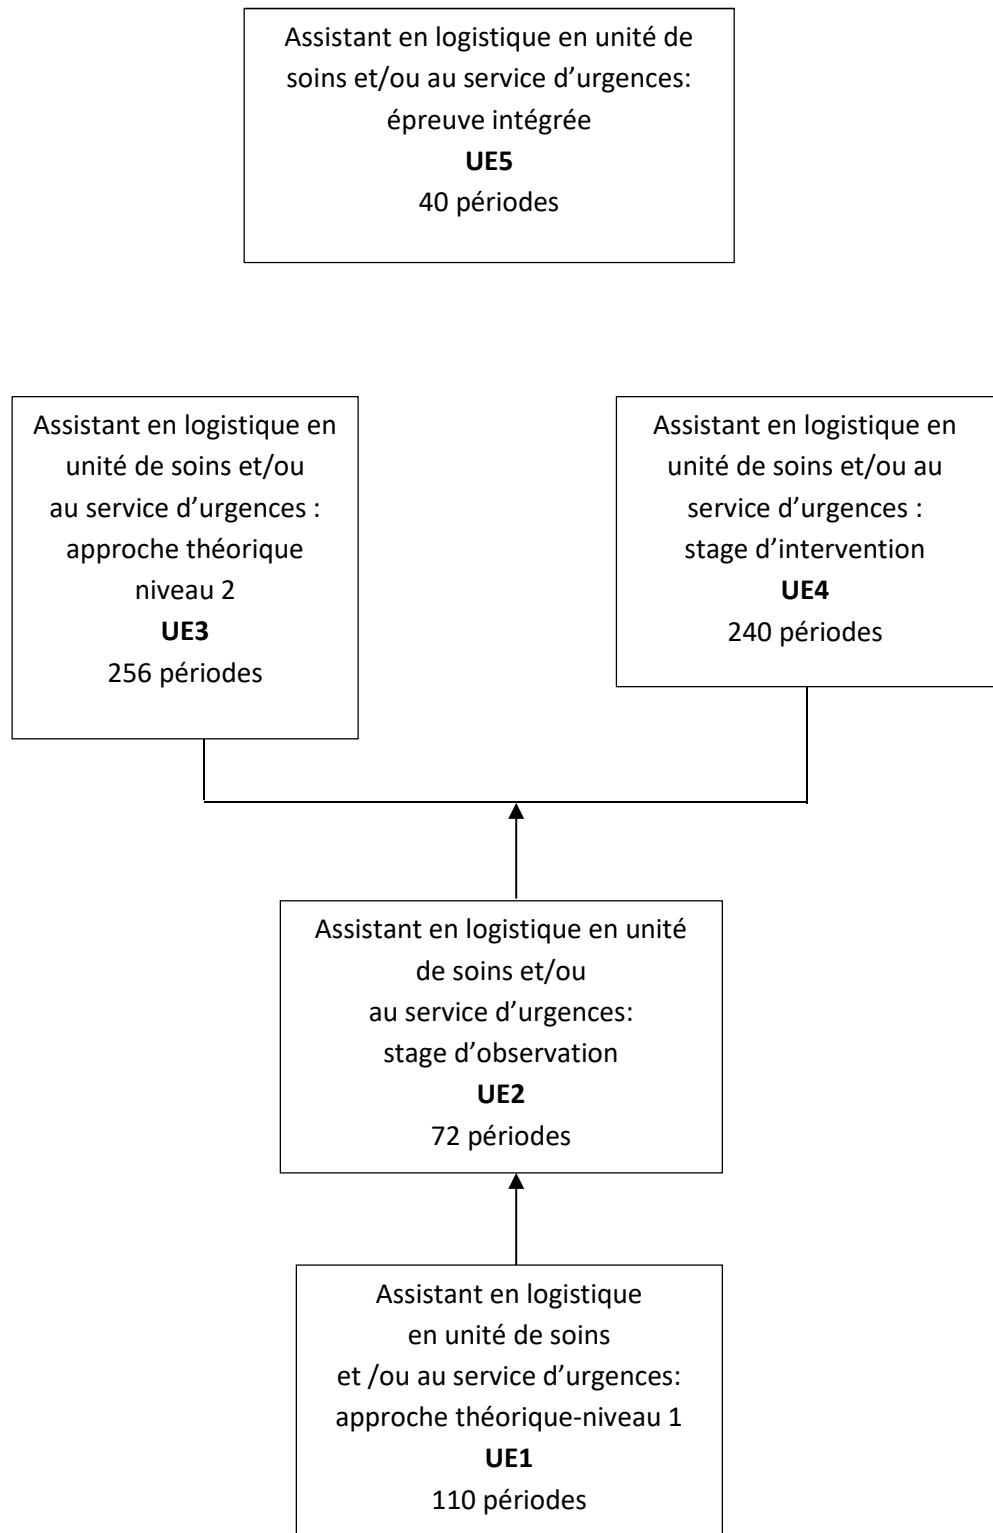 Assistant en logistique en unité de
soins et/ou au service d’urgences:
épreuve intégrée
UE5
40 périodes
Assistant en logistique en
unité de soins et/ou
au service d’urgences :
approche théorique
niveau 2
UE3
256 périodes
Assistant en logistique en
unité de soins et/ou au
service d’urgences :
stage d’intervention
UE4
240 périodes
Assistant en logistique en unité
de soins et/ou
au service d’urgences:
stage d’observation
UE2
72 périodes
Assistant en logistique
en unité de soins
et /ou au service d’urgences:
approche théorique-niveau 1
UE1
110 périodes